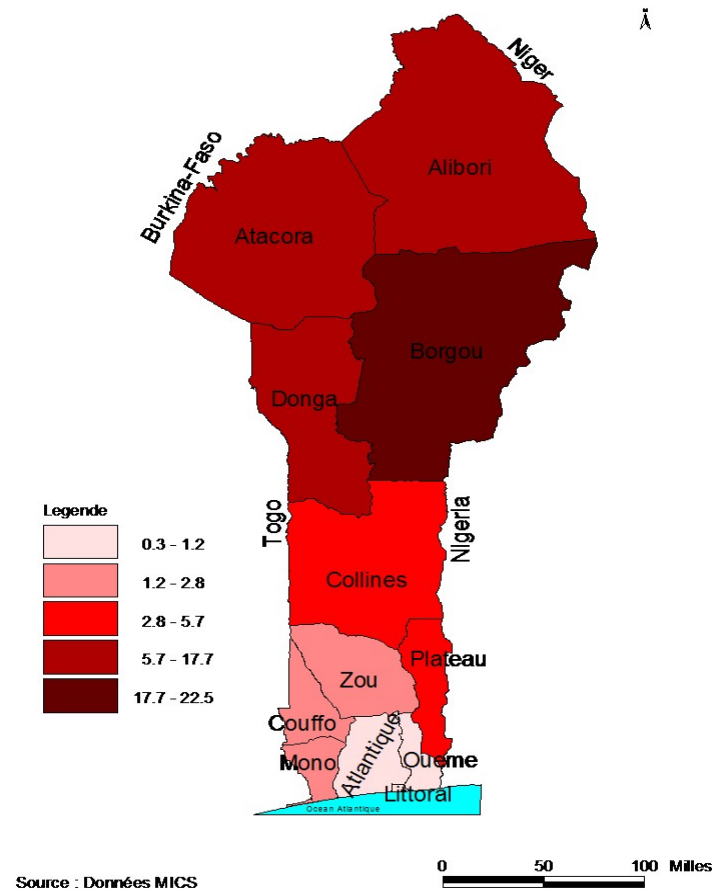 Niger
Burkina-Faso
Alibori
Atacora
Borgou
Donga
Togo
Nigeria
Collines
Plateau
Zou
Couffo
Atlantique
Oueme
Mono
Littoral
Ocean Atlantique
Legende
0.3 - 1.2
1.2 - 2.8
2.8 - 5.7
5.7 - 17.7
17.7 - 22.5
Source : Données MICS
0 50 100 Milles